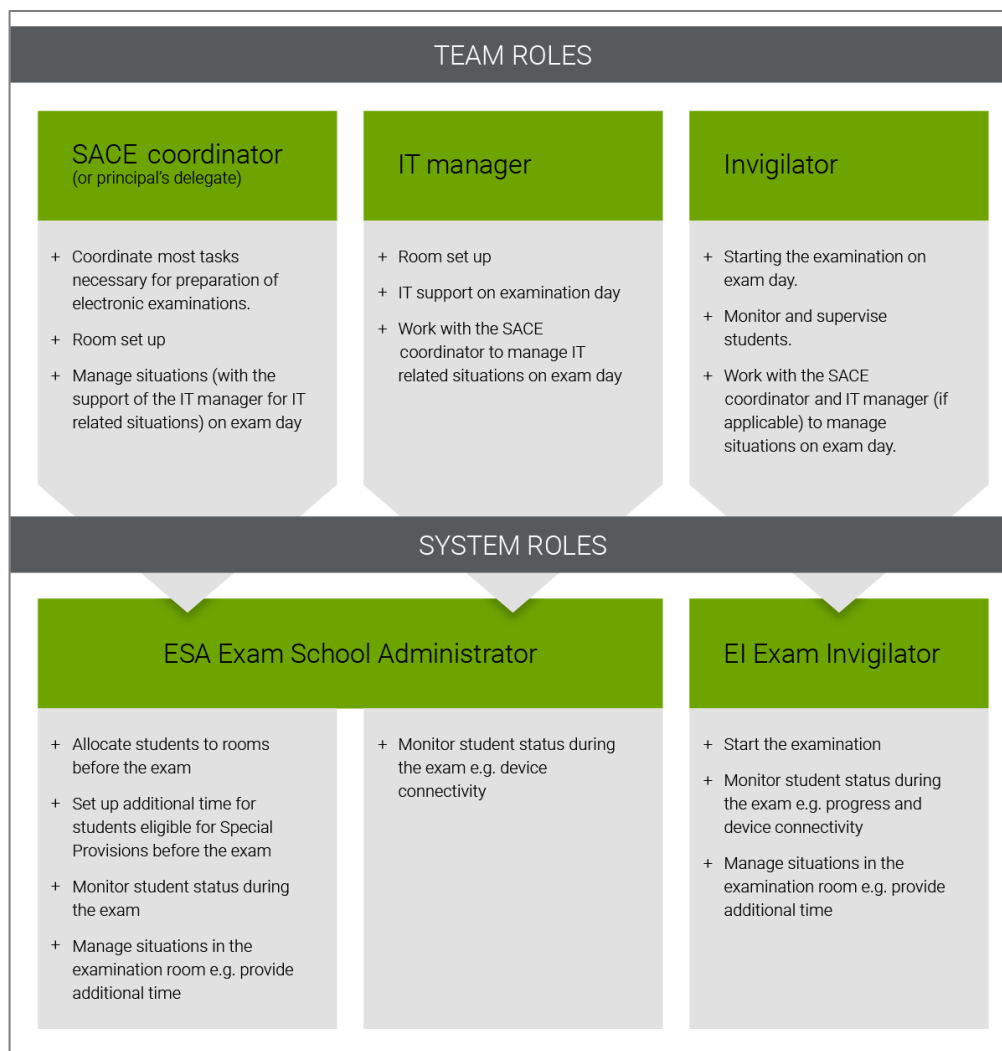 TEAM ROLES
SACE coordinator
(or principal's delegate)
+ Coordinate most tasks
necessary for preparation of
electronic examinations.
+ Room set up
+ Manage situations (with the
support of the IT manager for IT
related situations) on exam day
IT manager
+ Room set up
+ IT support on examination day
+ Work with the SACE
coordinator to manage IT
related situations on exam day
Invigilator
+ Starting the examination on
exam day.
+ Monitor and supervise
students.
+ Work with the SACE
coordinator and IT manager (if
applicable) to manage
situations on exam day.
SYSTEM ROLES
ESA Exam School Administrator
+ Allocate students to rooms
before the exam
+ Set up additional time for
students eligible for Special
Provisions before the exam
+ Monitor student status during
the exam
+ Manage situations in the
examination room e.g. provide
additional time
+ Monitor student status during
the exam e.g. device
connectivity
EI Exam Invigilator
+ Start the examination
+ Monitor student status during
the exam e.g. progress and
device connectivity
+ Manage situations in the
examination room e.g. provide
additional time